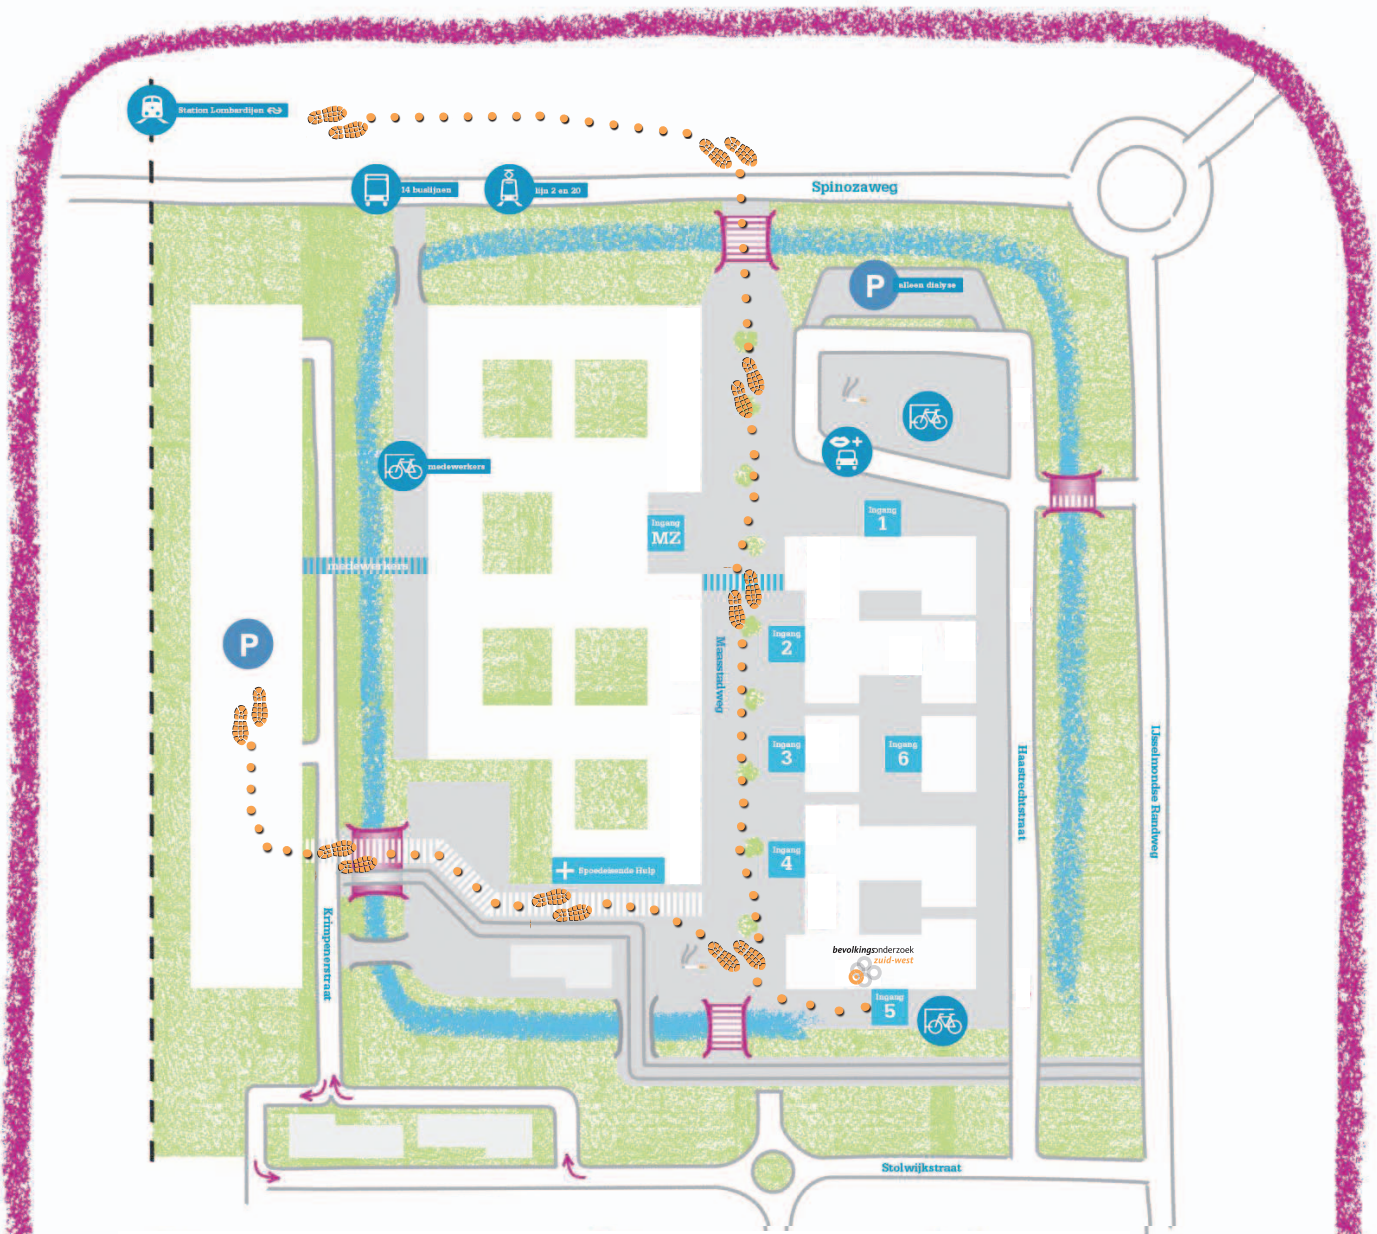 Station Lombardijen
14 buslijnen
lijn 2 en 20
Spinozaweg
P
alleen dialyse
medewerkers
Ingang
1
Ingang
MZ
medewerkers
P
Ingang
2
Maasstadweg
Ingang
3
Ingang
6
Haastrechtstraat
IJsselmondse Randweg
Ingang
4
Spoedeisende Hulp
Krimpenerstraat
bevolkingsonderzoek
zuid-west
Ingang
5
Stolwijkstraat